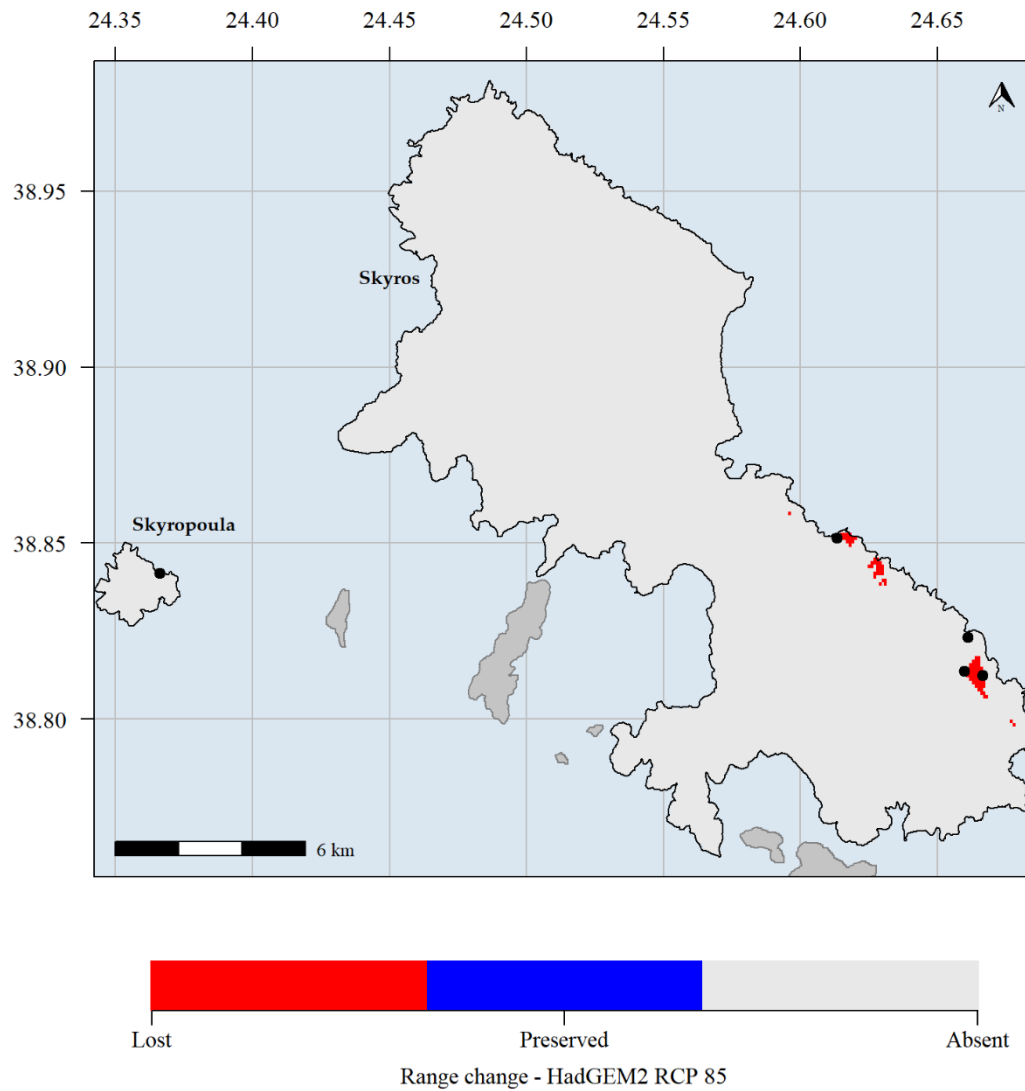 24.35 24.40 24.45 24.50 24.55 24.60 24.65
N
38.95
Skyros
38.90
Skyropoula
38.85
38.80
6 km
Lost Preserved Absent
Range change - HadGEM2 RCP 85